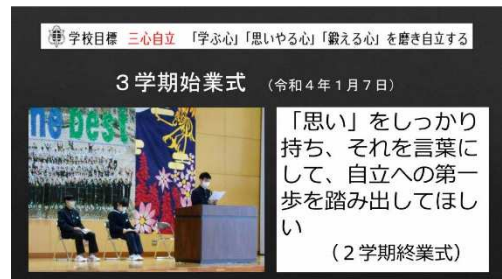 学校目標 三心自立 「学ぶ心」「思いやる心」「鍛える心」を磨き自立する
３学期始業式 （令和４年１月７日）
the best
「思い」をしっかり
持ち、それを言葉に
して、自立への第一
歩を踏み出してほし
い
（２学期終業式）